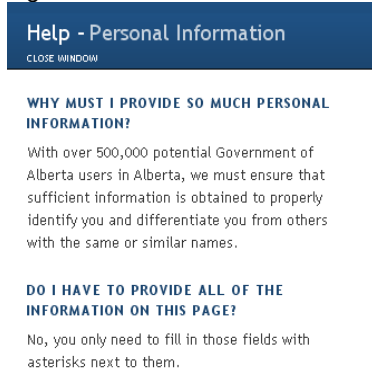 Help - Personal Information
CLOSE WINDOW
WHY MUST I PROVIDE SO MUCH PERSONAL
INFORMATION?
With over 500,000 potential Government of
Alberta users in Alberta, we must ensure that
sufficient information is obtained to properly
identify you and differentiate you from others
with the same or similar names.
DO I HAVE TO PROVIDE ALL OF THE
INFORMATION ON THIS PAGE?
No, you only need to fill in those fields with
asterisks next to them.